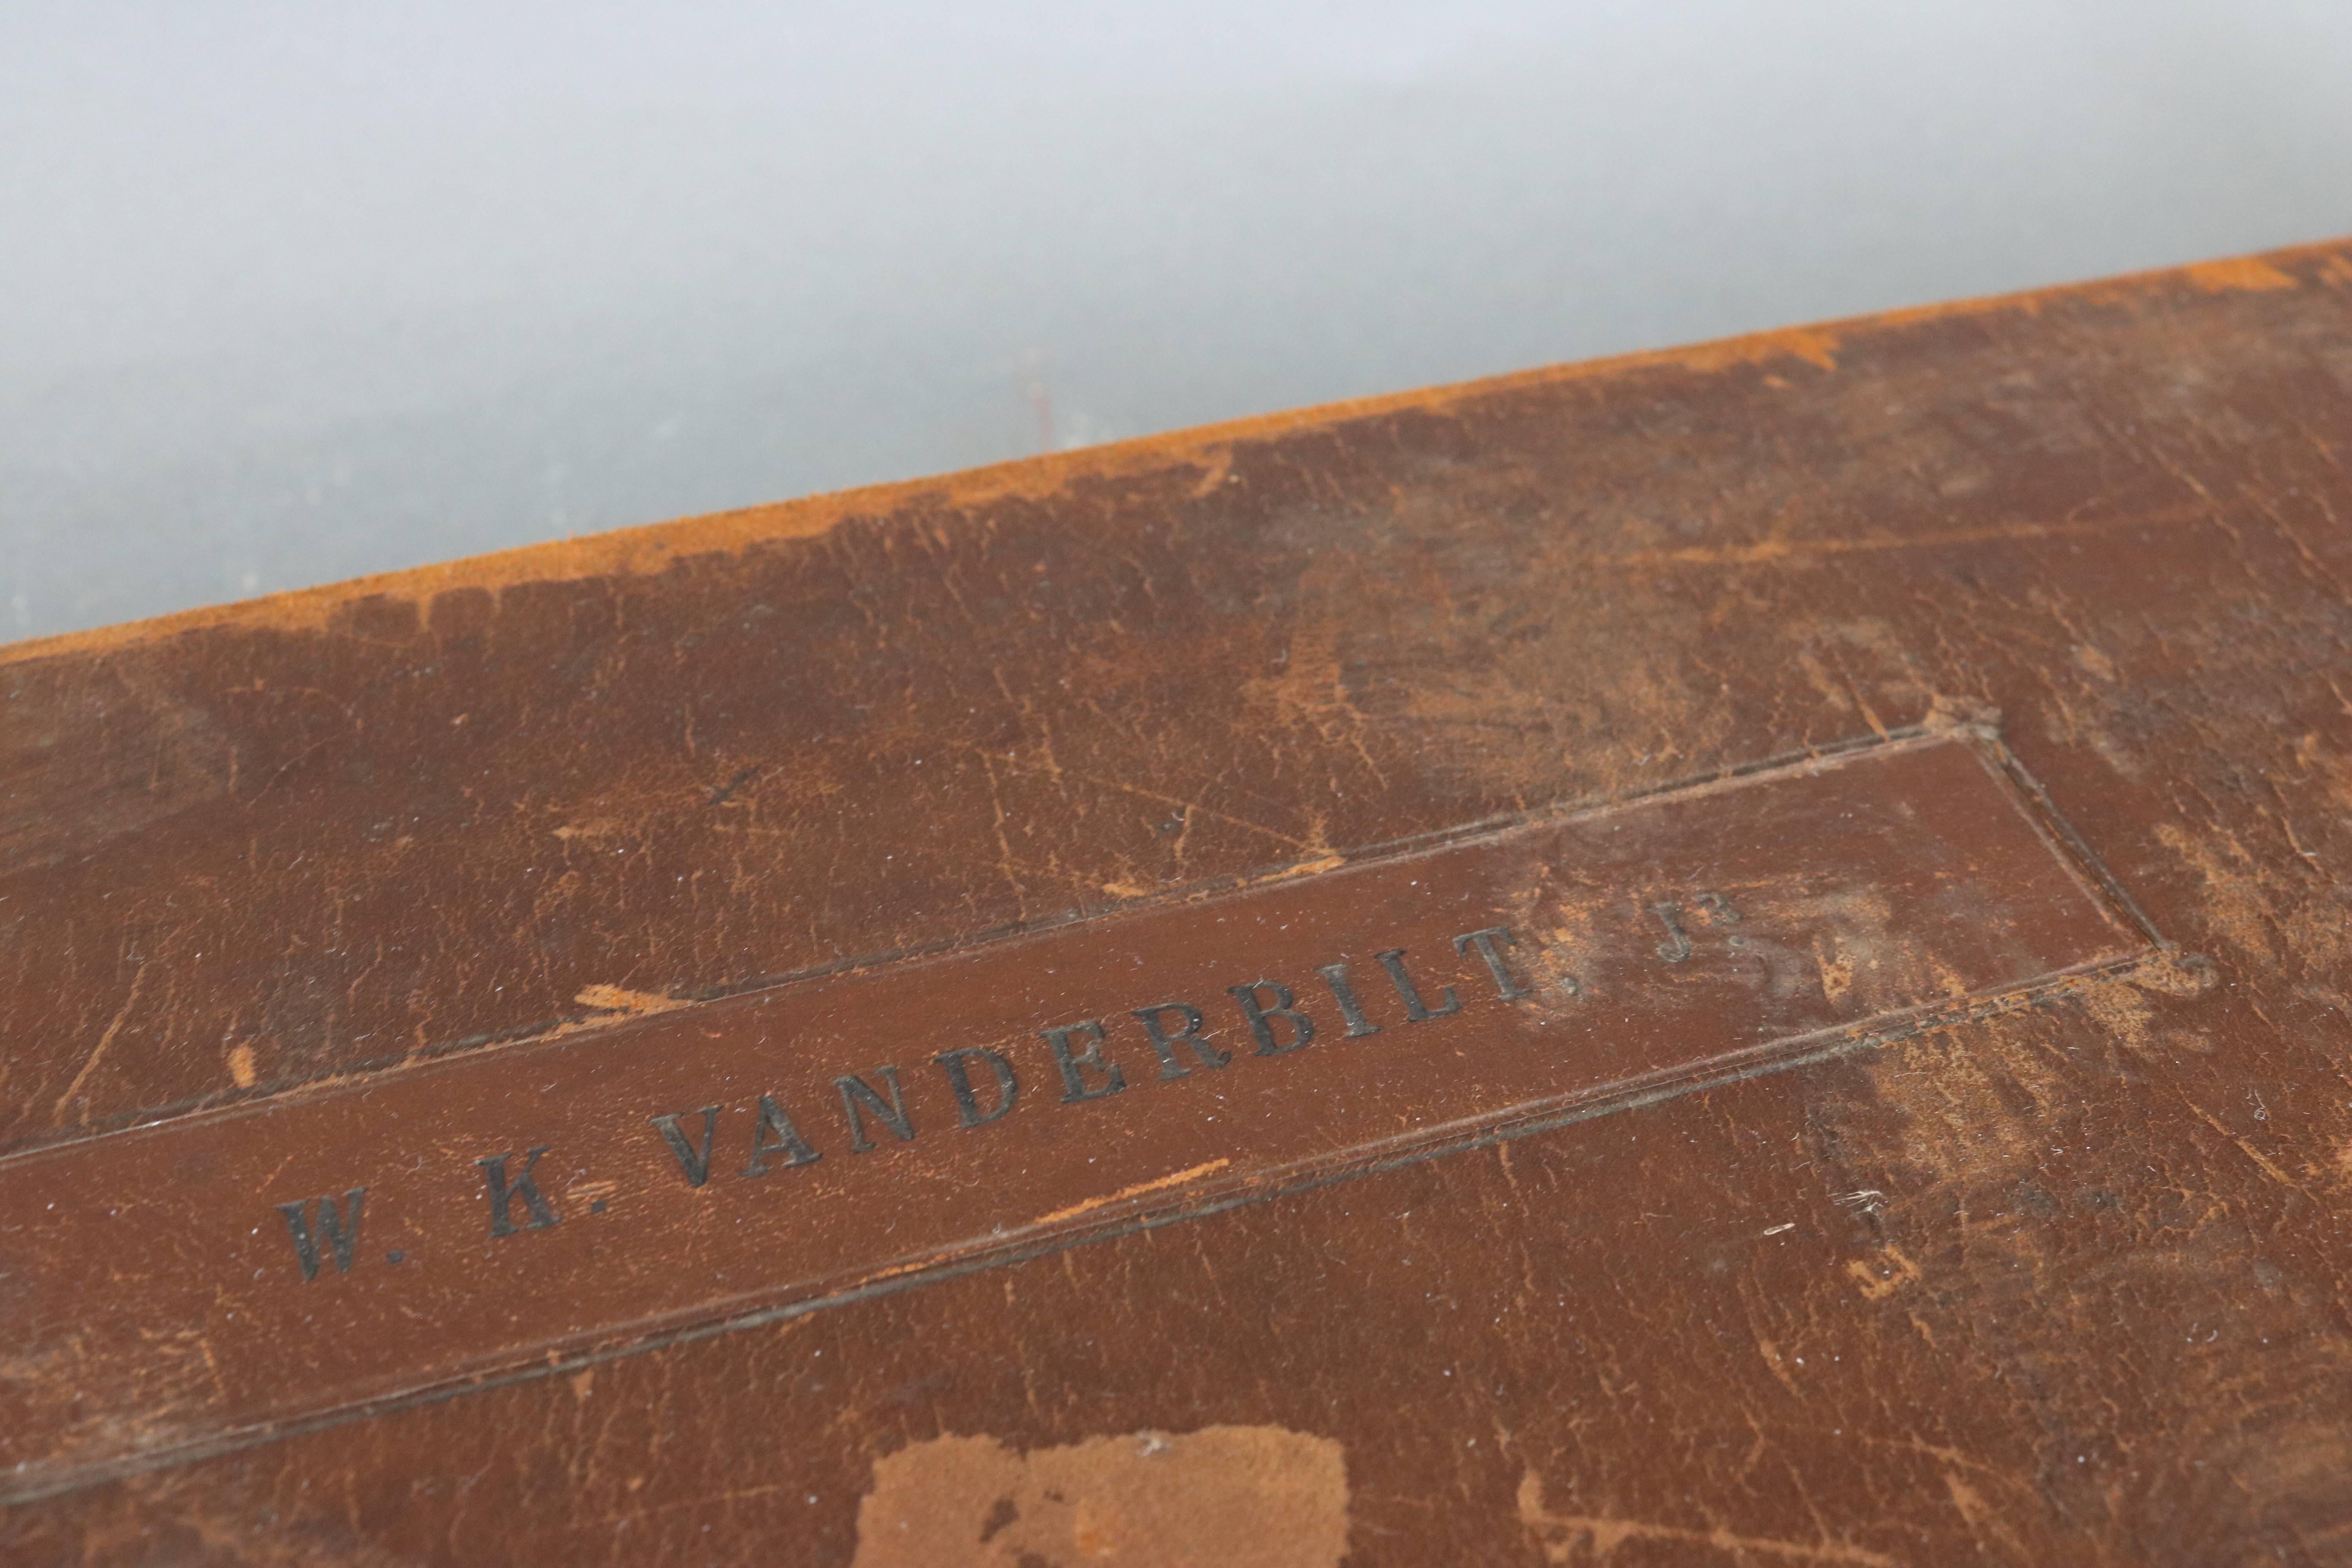 W. K. VANDERBILT. JR